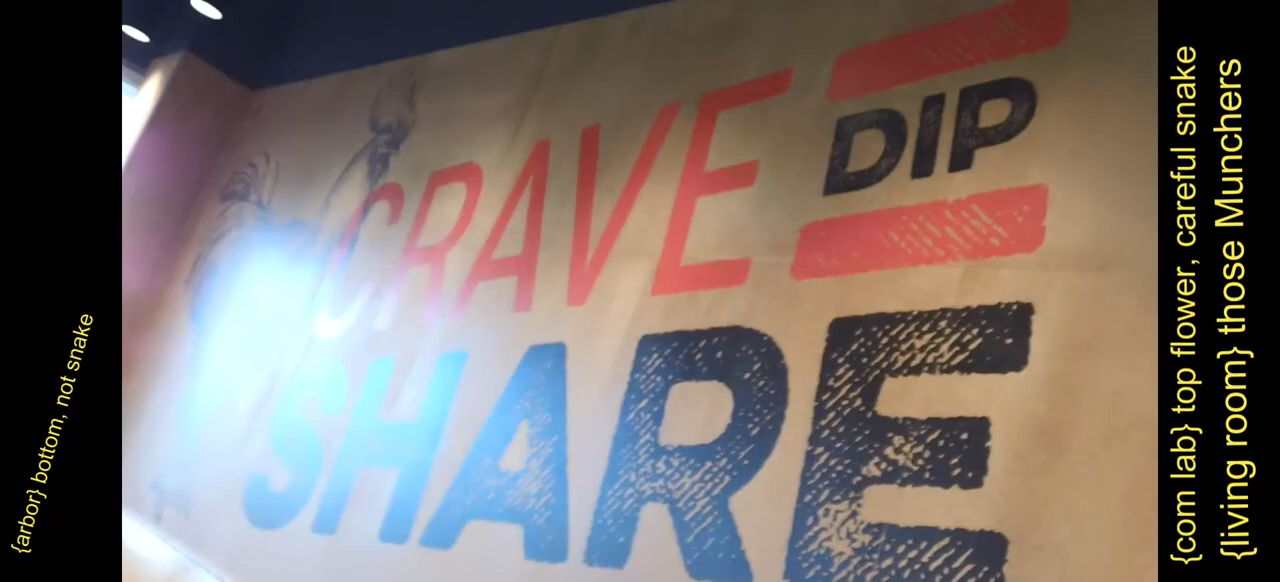 {arbor} bottom, not snake
CRAVE
DIP
SHARE
{com lab} top flower, careful snake
{living room} those Munchers